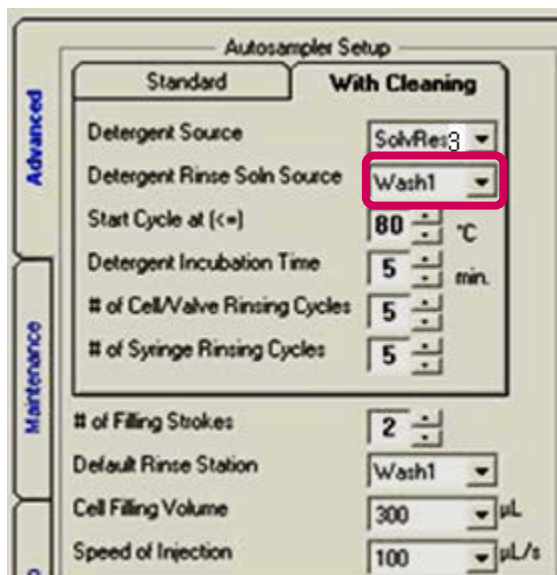 Autosampler Setup
Standard With Cleaning
Advanced
Detergent Source SolvRes3
Detergent Rinse Soln Source Wash1
Start Cycle at (<=) 80 °C
Detergent Incubation Time 5 min.
# of Cell/Valve Rinsing Cycles 5
# of Syringe Rinsing Cycles 5
Maintenance
# of Filling Strokes 2
Default Rinse Station Wash1
Cell Filling Volume 300 µL
Speed of Injection 100 µL/s